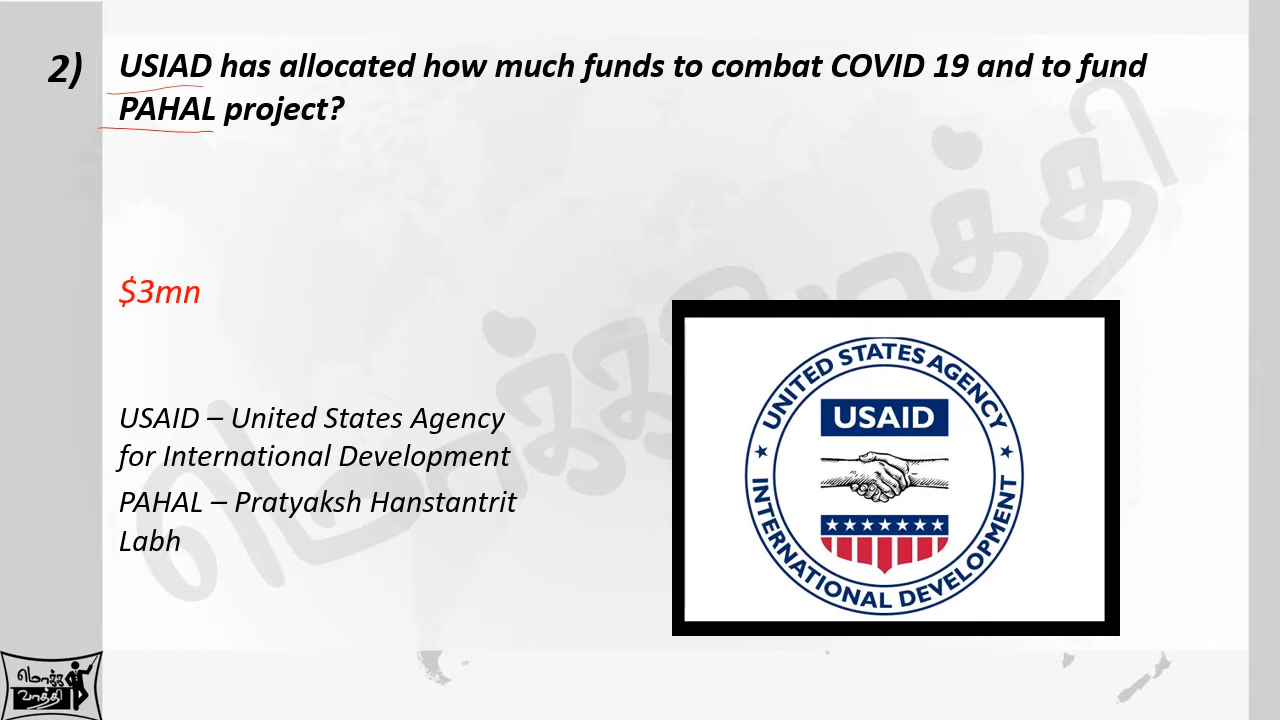 2) USIAD has allocated how much funds to combat COVID 19 and to fund
PAHAL project?
$3mn
USAID – United States Agency
for International Development
PAHAL – Pratyaksh Hanstantrit
Labh
UNITED STATES AGENCY
USAID
INTERNATIONAL DEVELOPMENT
மொக்க வாத்தி
மொக்க
வாத்தி